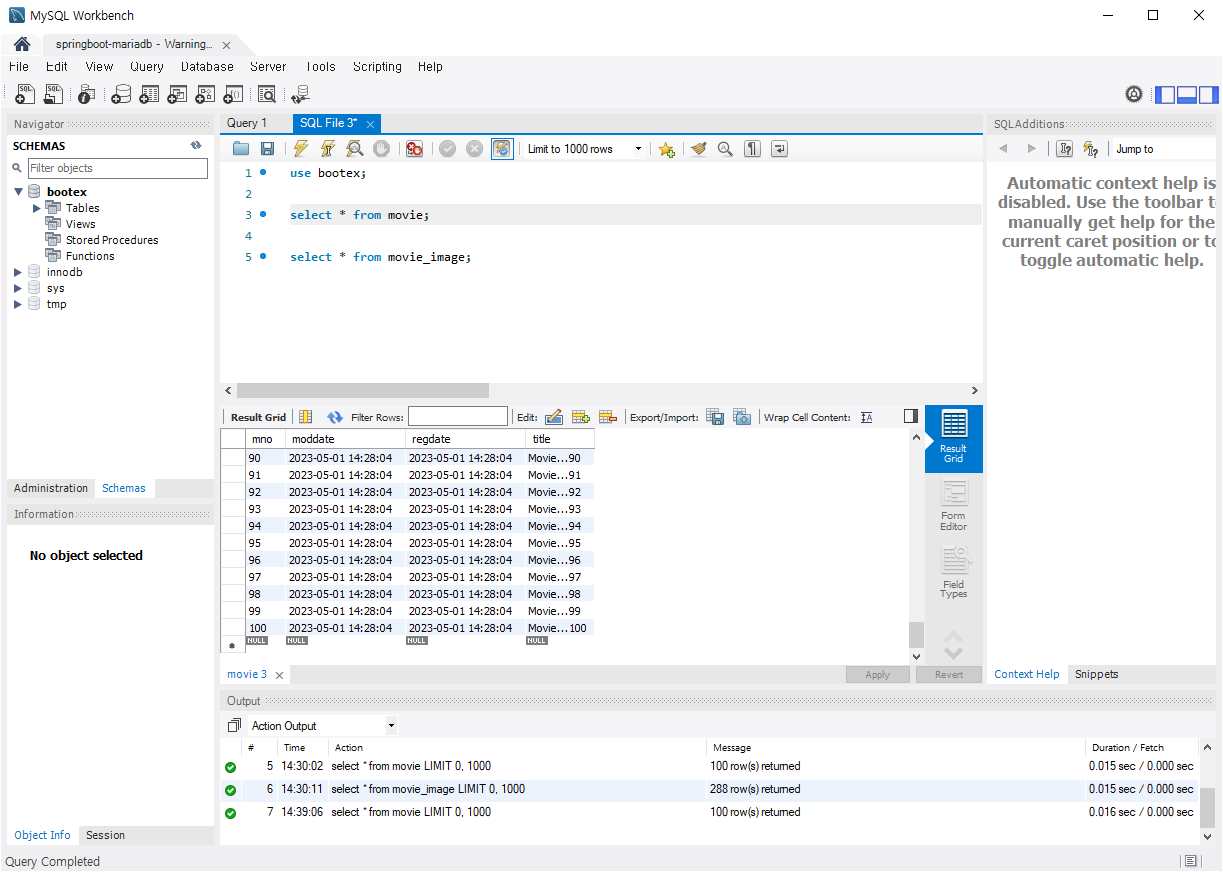 MySQL Workbench
springboot-mariadb - Warning...
File Edit View Query Database Server Tools Scripting Help
Navigator
SCHEMAS
Filter objects
bootex
Tables
Views
Stored Procedures
Functions
innodb
sys
tmp
Administration Schemas
Information
No object selected
Object Info Session
Query 1 SQL File 3*
Limit to 1000 rows
1 use bootex;
2
3 select * from movie;
4
5 select * from movie_image;
Result Grid Filter Rows: Edit: Export/Import: Wrap Cell Content:
mno moddate regdate title
90 2023-05-01 14:28:04 2023-05-01 14:28:04 Movie...90
91 2023-05-01 14:28:04 2023-05-01 14:28:04 Movie...91
92 2023-05-01 14:28:04 2023-05-01 14:28:04 Movie...92
93 2023-05-01 14:28:04 2023-05-01 14:28:04 Movie...93
94 2023-05-01 14:28:04 2023-05-01 14:28:04 Movie...94
95 2023-05-01 14:28:04 2023-05-01 14:28:04 Movie...95
96 2023-05-01 14:28:04 2023-05-01 14:28:04 Movie...96
97 2023-05-01 14:28:04 2023-05-01 14:28:04 Movie...97
98 2023-05-01 14:28:04 2023-05-01 14:28:04 Movie...98
99 2023-05-01 14:28:04 2023-05-01 14:28:04 Movie...99
100 2023-05-01 14:28:04 2023-05-01 14:28:04 Movie...100
NULL NULL NULL NULL
Result
Grid
Form
Editor
Field
Types
movie 3 Apply Revert
SQLAdditions
Jump to
Automatic context help is
disabled. Use the toolbar t
manually get help for the
current caret position or to
toggle automatic help.
Context Help Snippets
Output
Action Output
# Time Action Message Duration / Fetch
5 14:30:02 select * from movie LIMIT 0, 1000 100 row(s) returned 0.015 sec / 0.000 sec
6 14:30:11 select * from movie_image LIMIT 0, 1000 288 row(s) returned 0.015 sec / 0.000 sec
7 14:39:06 select * from movie LIMIT 0, 1000 100 row(s) returned 0.016 sec / 0.000 sec
Query Completed